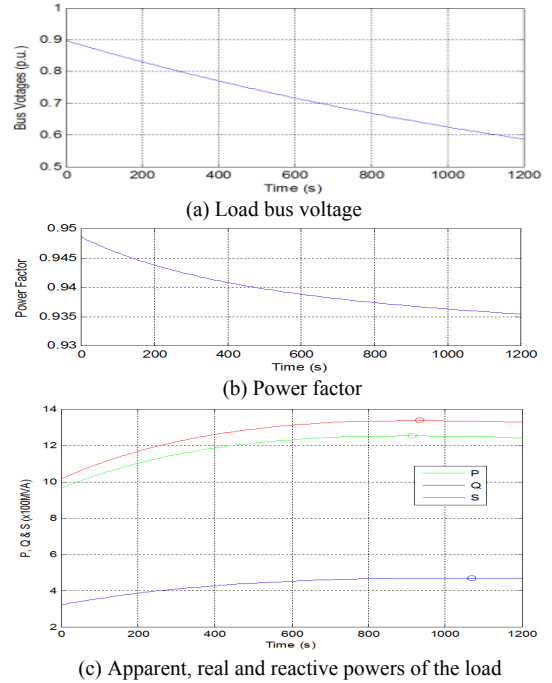 1
0.9
0.8
0.7
0.6
0.5
Bus Votages (p.u.)
0 200 400 600 800 1000 1200
Time (s)
(a) Load bus voltage
0.95
0.945
0.94
0.935
0.93
Power Factor
0 200 400 600 800 1000 1200
Time (s)
(b) Power factor
14
12
10
8
6
4
2
P, Q & S (x100MVA)
P
Q
S
0 200 400 600 800 1000 1200
Time (s)
(c) Apparent, real and reactive powers of the load